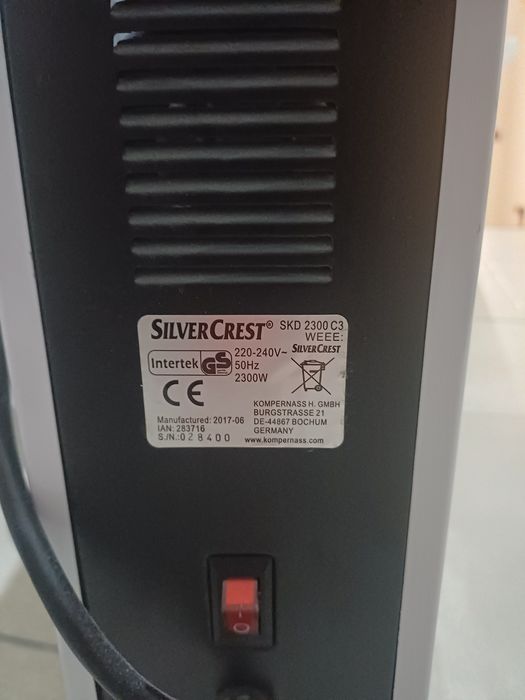 SILVERCREST® SKD 2300 C3
WEEE:
SILVERCREST
Intertek GS
220-240V~
50Hz
2300W
CE
KOMPERNASS H. GMBH
BURGSTRASSE 21
DE-44867 BOCHUM
GERMANY
www.kompernass.com
Manufactured: 2017-06
IAN: 283716
S/N.:028400
O